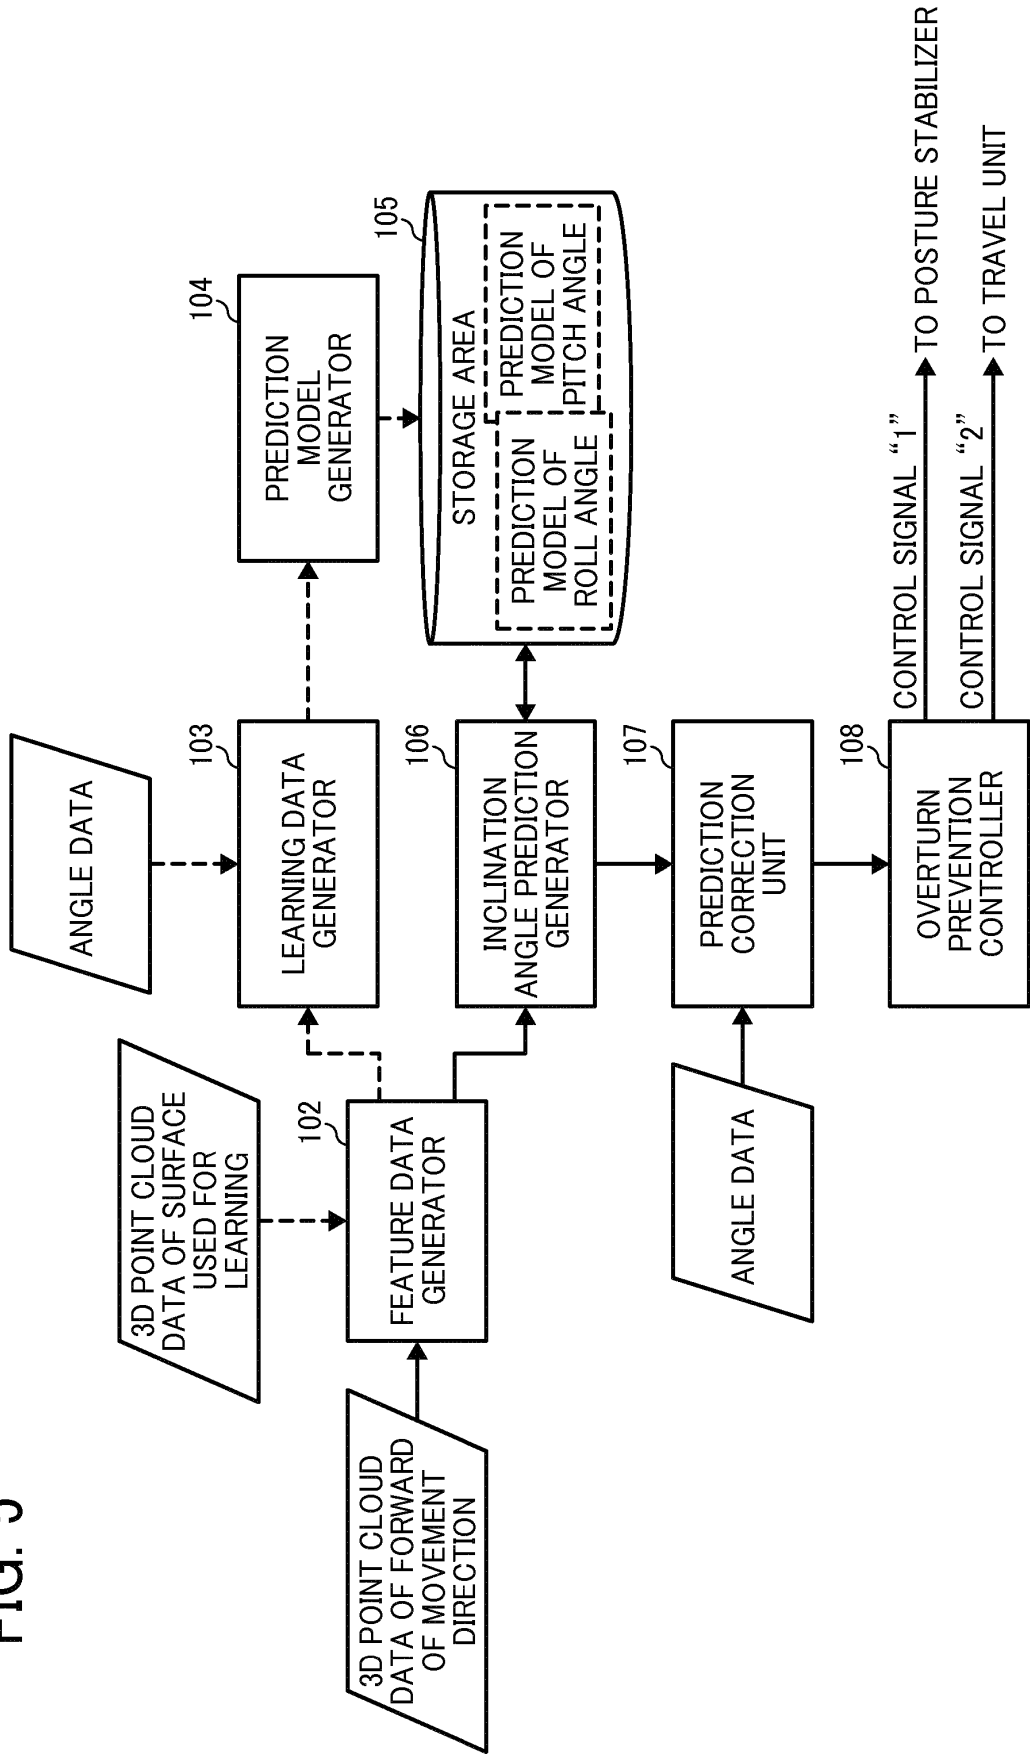 FIG.
3D POINT CLOUD
DATA OF FORWARD
OF MOVEMENT
DIRECTION
3D POINT CLOUD
DATA OF SURFACE
USED FOR
LEARNING
102
FEATURE DATA
GENERATOR
ANGLE DATA
103
LEARNING DATA
GENERATOR
104
PREDICTION
MODEL
GENERATOR
105
STORAGE AREA
PREDICTION
MODEL OF
ROLL ANGLE
PREDICTION
MODEL OF
PITCH ANGLE
106
INCLINATION
ANGLE PREDICTION
GENERATOR
ANGLE DATA
107
PREDICTION
CORRECTION
UNIT
108
OVERTURN
PREVENTION
CONTROLLER
CONTROL SIGNAL “1”
TO POSTURE STABILIZER
CONTROL SIGNAL “2”
TO TRAVEL UNIT